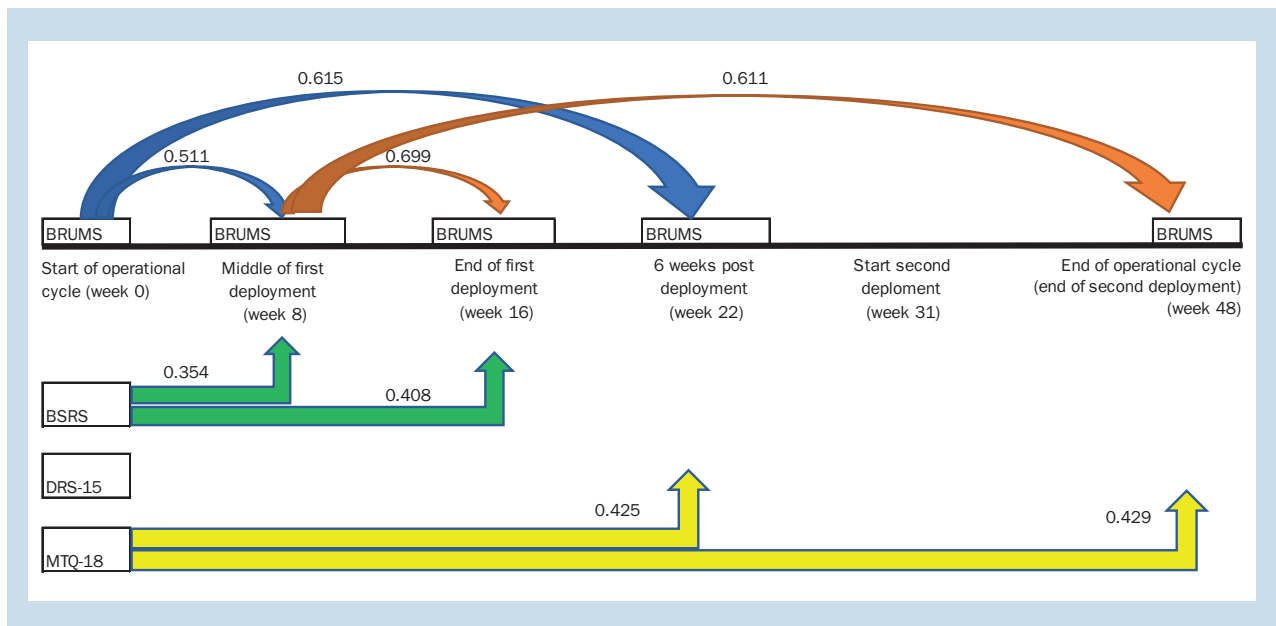 0.615
0.611
0.511
0.699
BRUMS
BRUMS
BRUMS
BRUMS
BRUMS
Start of operational
cycle (week 0)
Middle of first
deployment
(week 8)
End of first
deployment
(week 16)
6 weeks post
deployment
(week 22)
Start second
deploment
(week 31)
End of operational cycle
(end of second deployment)
(week 48)
0.354
0.408
BSRS
DRS-15
0.425
0.429
MTQ-18